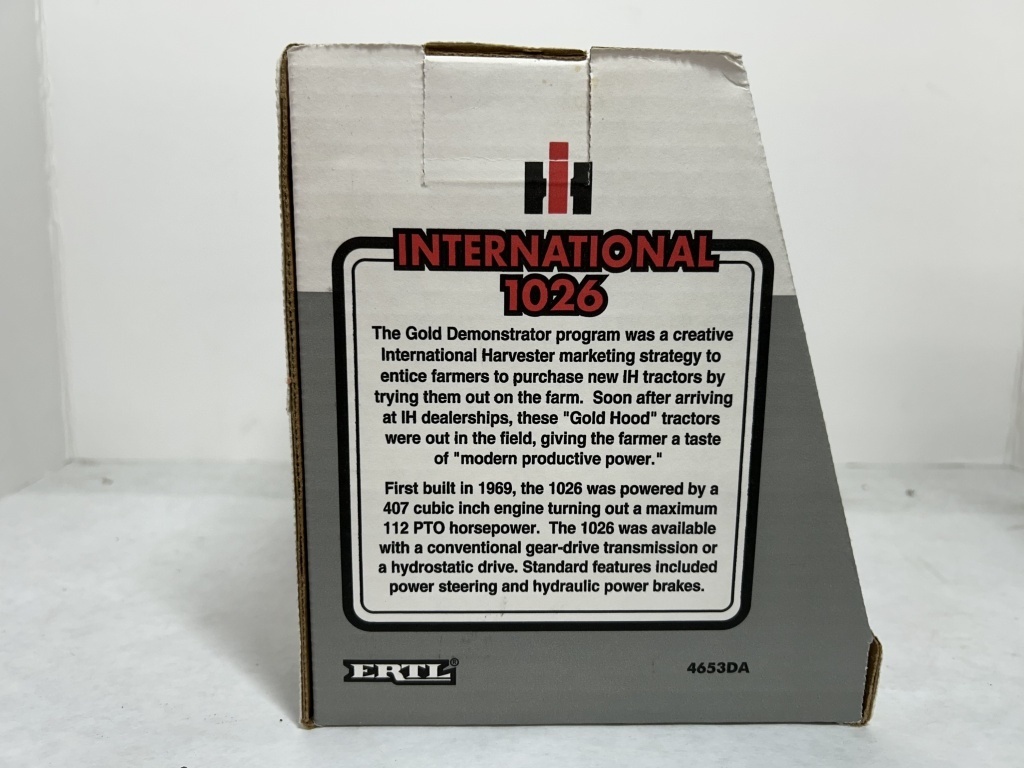 IH
INTERNATIONAL
1026
The Gold Demonstrator program was a creative
International Harvester marketing strategy to
entice farmers to purchase new IH tractors by
trying them out on the farm.  Soon after arriving
at IH dealerships, these "Gold Hood" tractors
were out in the field, giving the farmer a taste
of "modern productive power."
First built in 1969, the 1026 was powered by a
407 cubic inch engine turning out a maximum
112 PTO horsepower.  The 1026 was available
with a conventional gear-drive transmission or
a hydrostatic drive. Standard features included
power steering and hydraulic power brakes.
ERTL®
4653DA